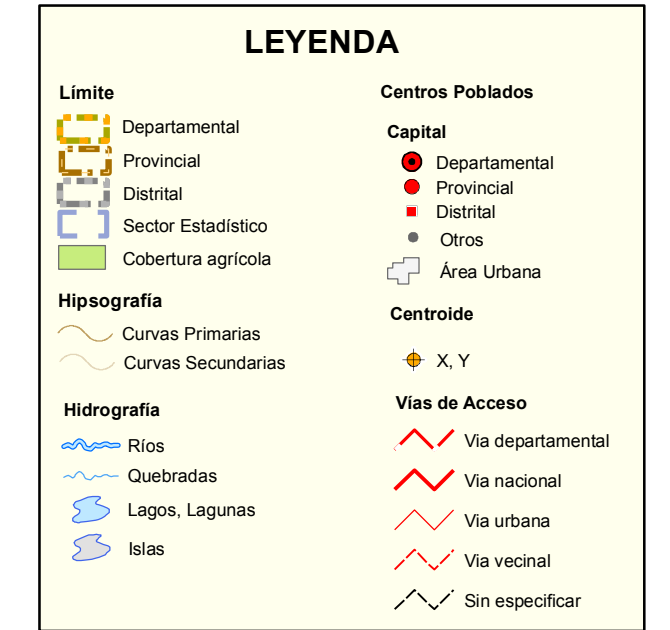 LEYENDA
Límite
Departamental
Provincial
Distrital
Sector Estadístico
Cobertura agrícola
Hipsografía
Curvas Primarias
Curvas Secundarias
Hidrografía
Ríos
Quebradas
Lagos, Lagunas
Islas
Centros Poblados
Capital
Departamental
Provincial
Distrital
Otros
Área Urbana
Centroide
X, Y
Vías de Acceso
Via departamental
Via nacional
Via urbana
Via vecinal
Sin especificar